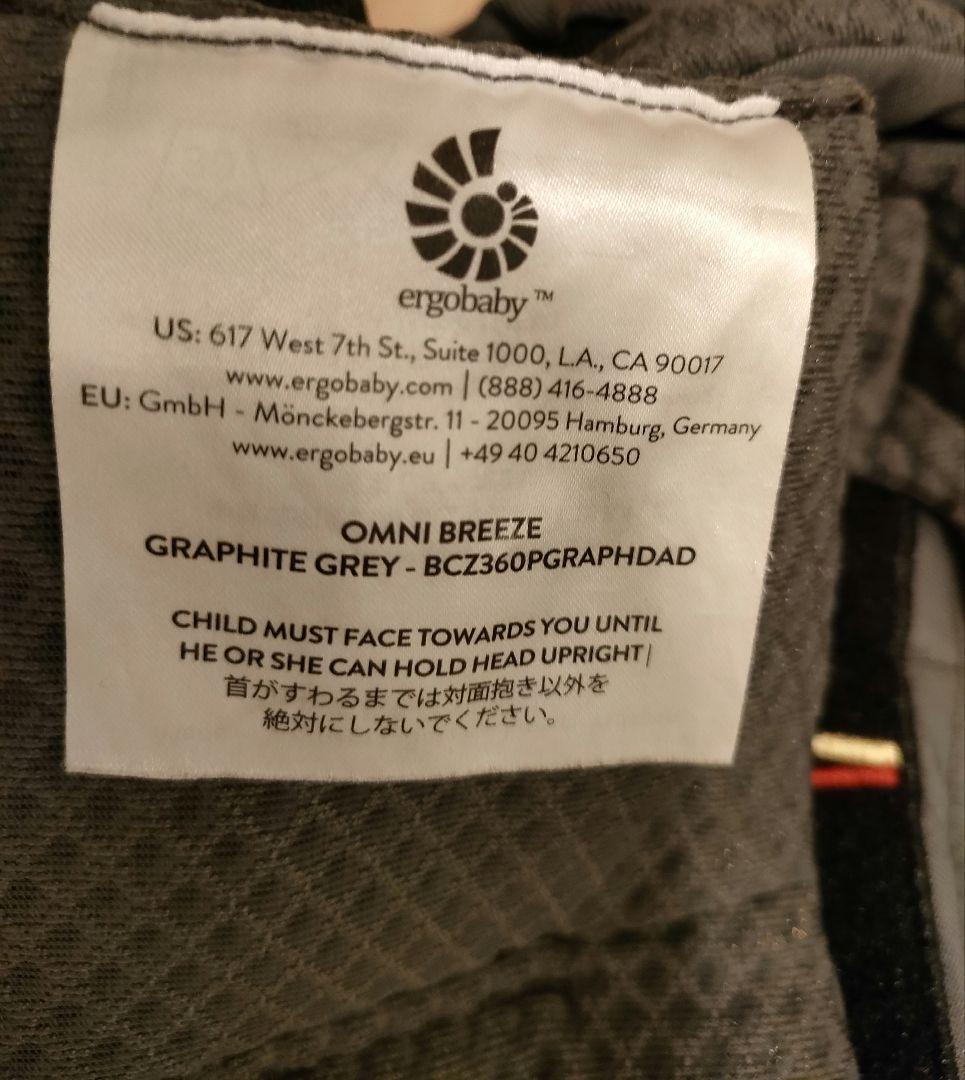 ergobaby™
US: 617 West 7th St., Suite 1000, L.A., CA 90017
www.ergobaby.com | (888) 416-4888
EU: GmbH - Mönckebergstr. 11 - 20095 Hamburg, Germany
www.ergobaby.eu | +49 40 4210650
OMNI BREEZE
GRAPHITE GREY - BCZ360PGRAPHDAD
CHILD MUST FACE TOWARDS YOU UNTIL
HE OR SHE CAN HOLD HEAD UPRIGHT|
首がすわるまでは対面抱き以外を
絶対にしないでください。